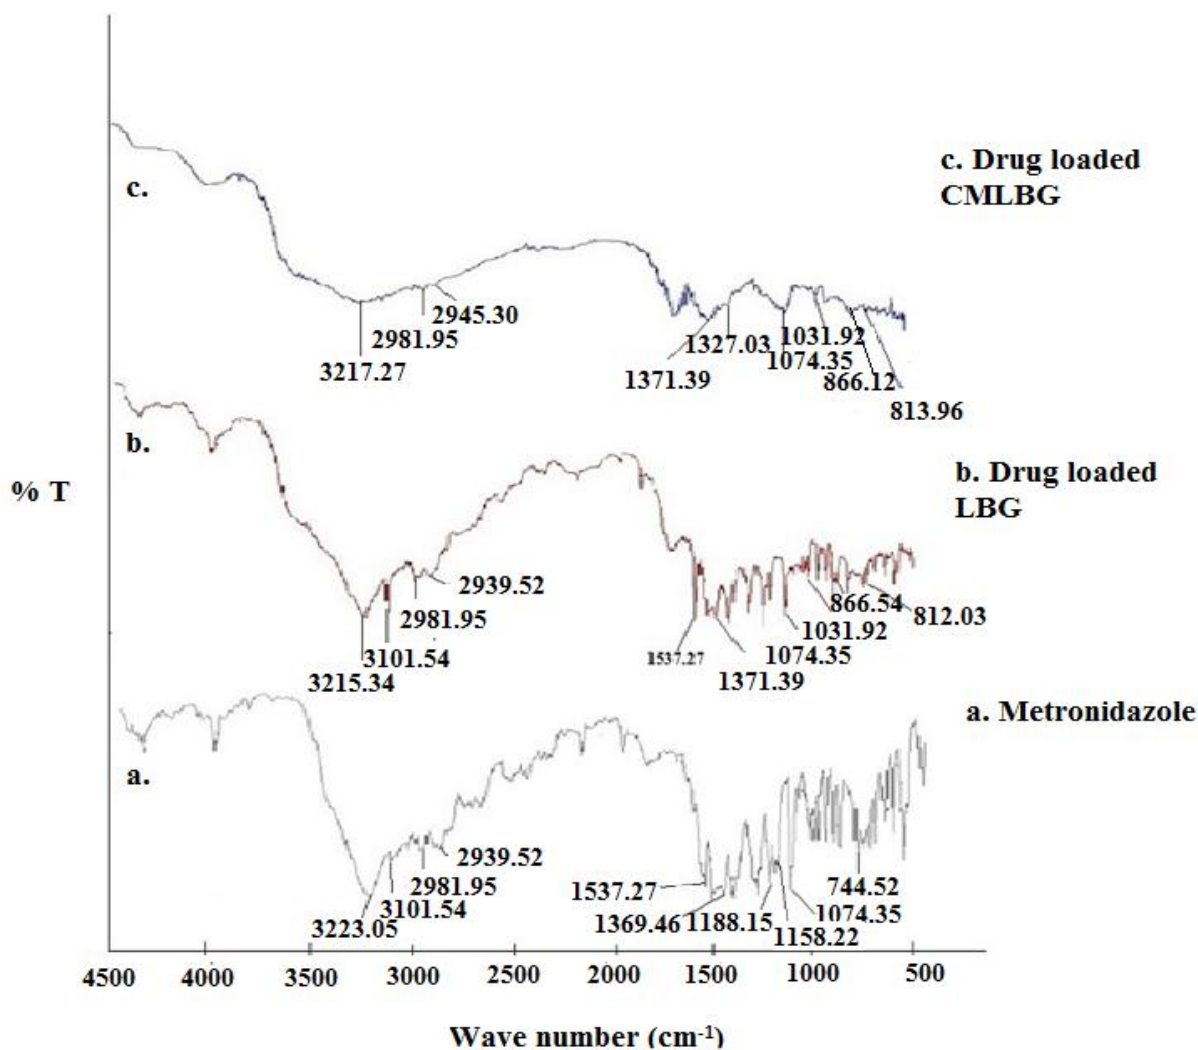 c. Drug loaded
CMLBG
c.
2945.30
2981.95
3217.27
1327.03
1371.39
1031.92
1074.35
866.12
813.96
b.
% T
b. Drug loaded
LBG
2939.52
2981.95
3101.54
3215.34
1537.27
1371.39
1074.35
1031.92
866.54
812.03
a. Metronidazole
a.
2939.52
2981.95
3101.54
3223.05
1537.27
1369.46
1188.15
1158.22
1074.35
744.52
4500 4000 3500 3000 2500 2000 1500 1000 500
Wave number (cm-1)